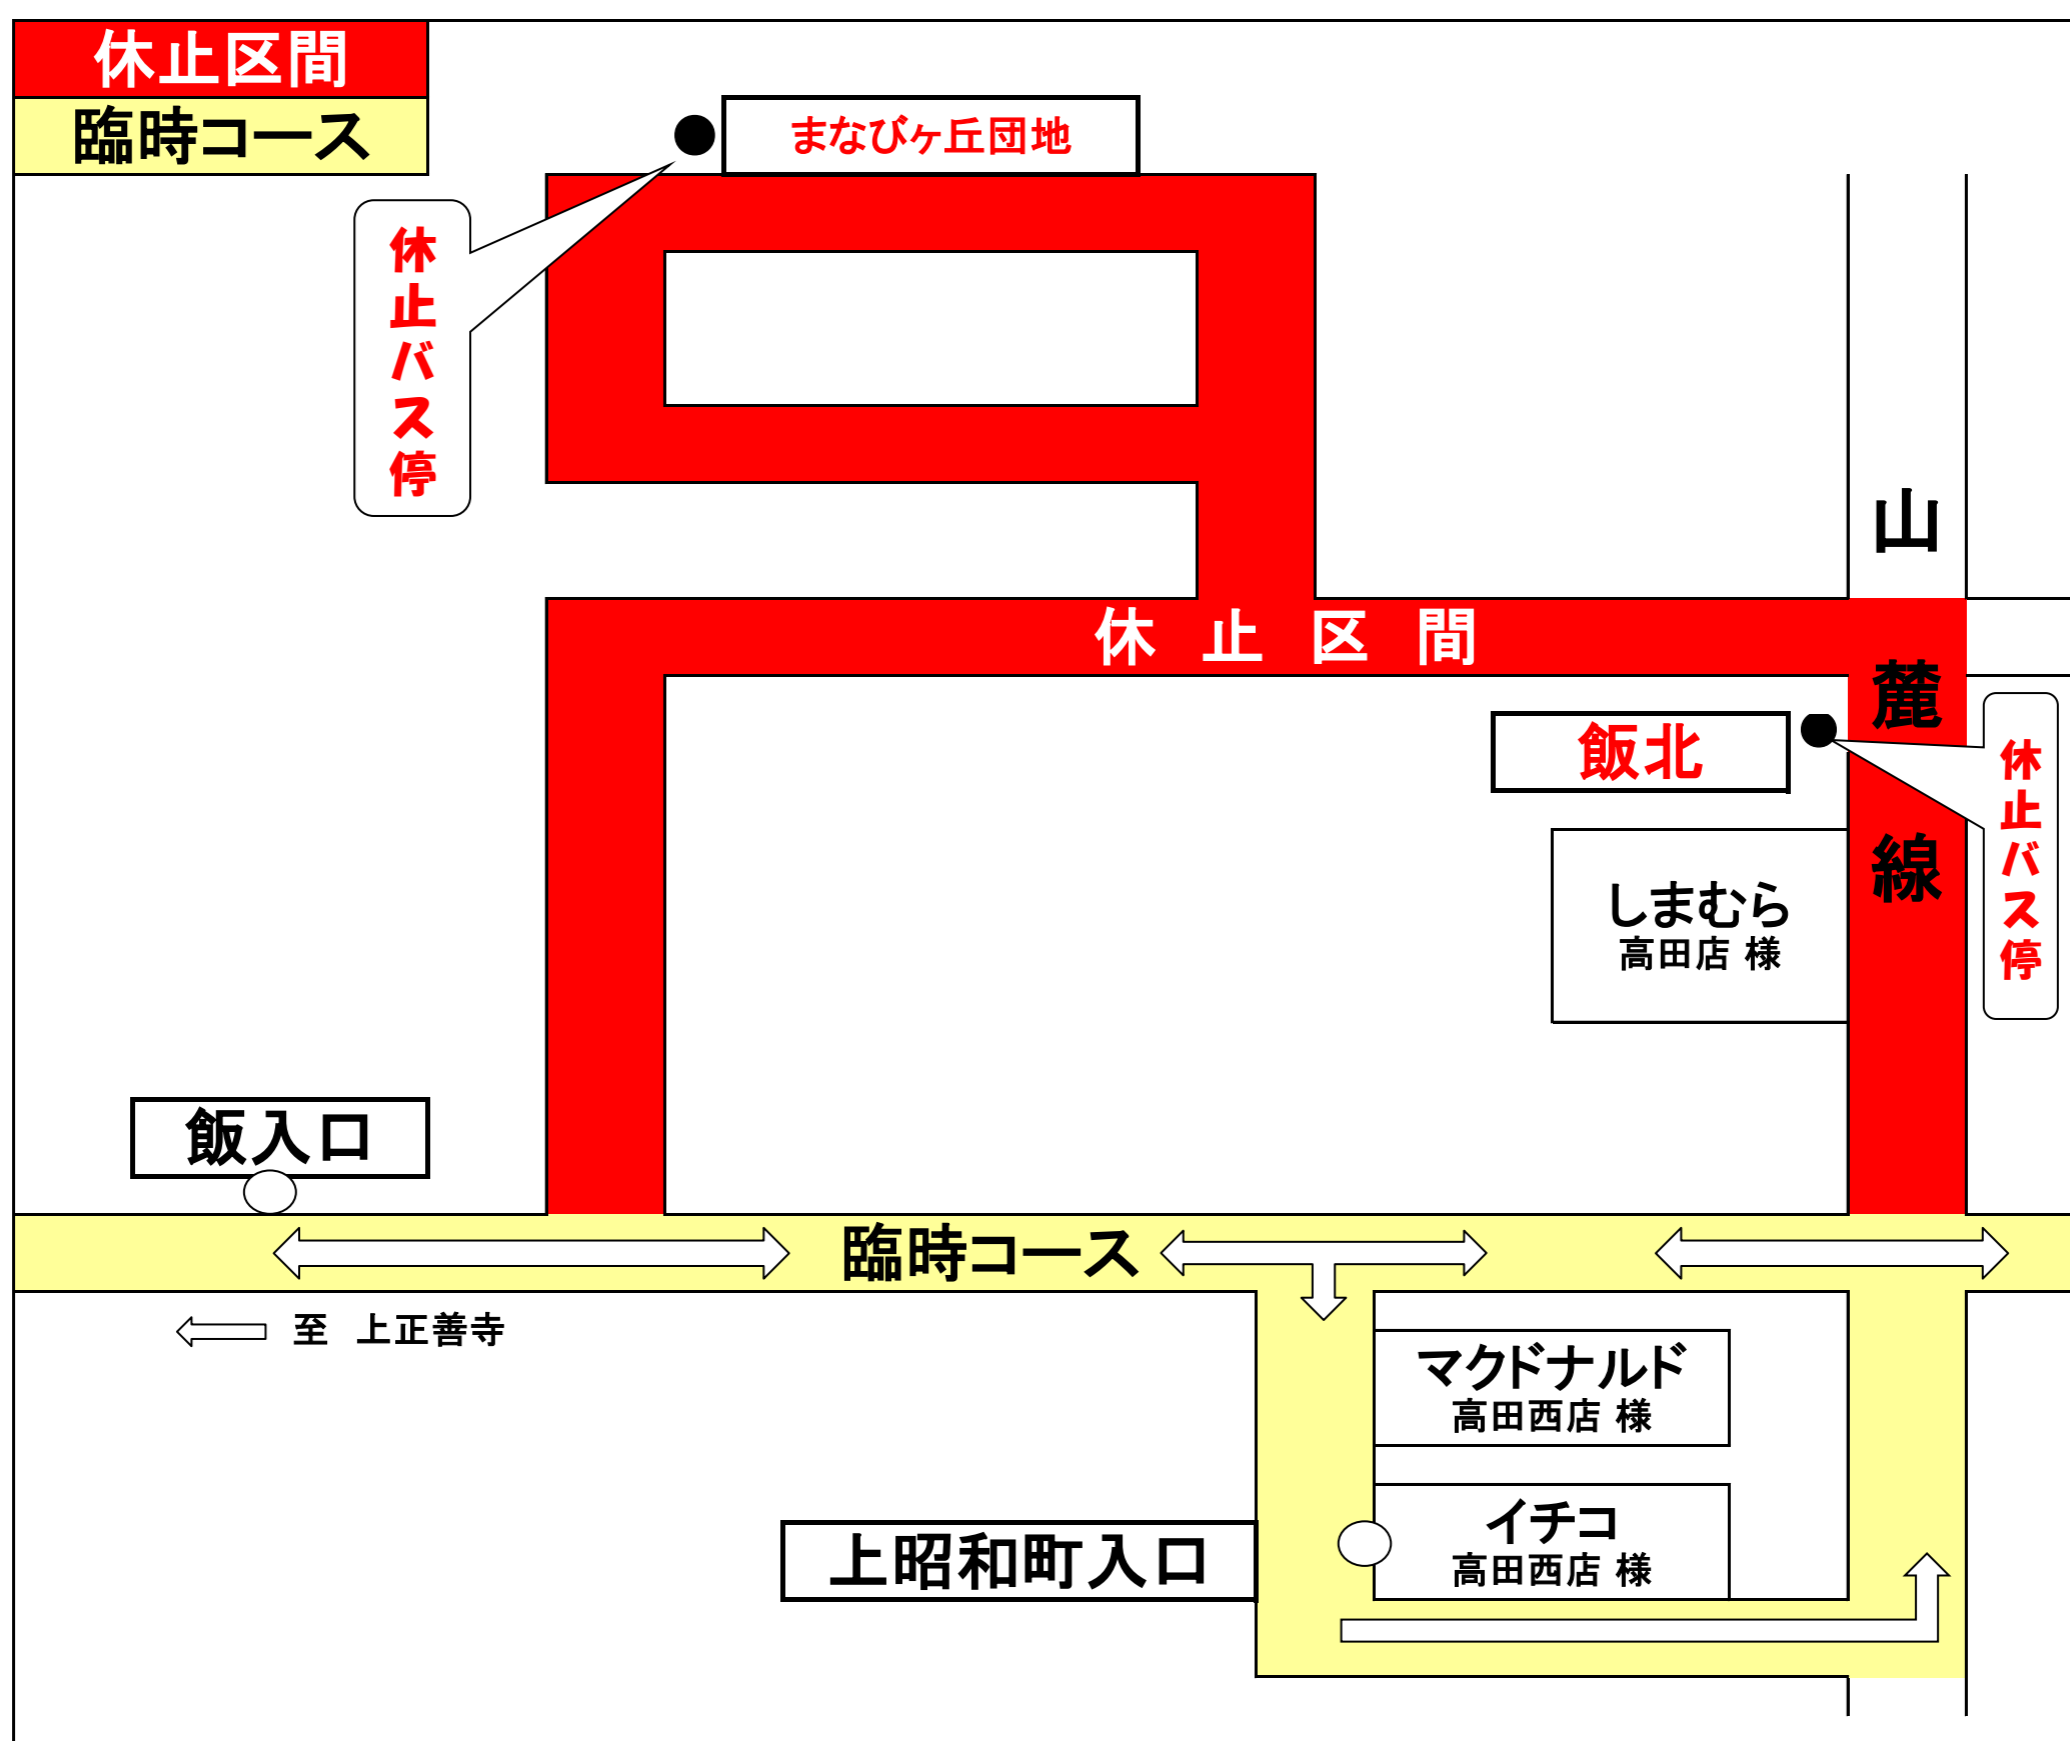 休止区間
臨時コース
まなびヶ丘団地
休止バス停
山麓線
休止区間
飯北
休止バス停
しまむら
高田店 様
飯入口
臨時コース
至 上正善寺
マクドナルド
高田西店 様
イチコ
高田西店 様
上昭和町入口